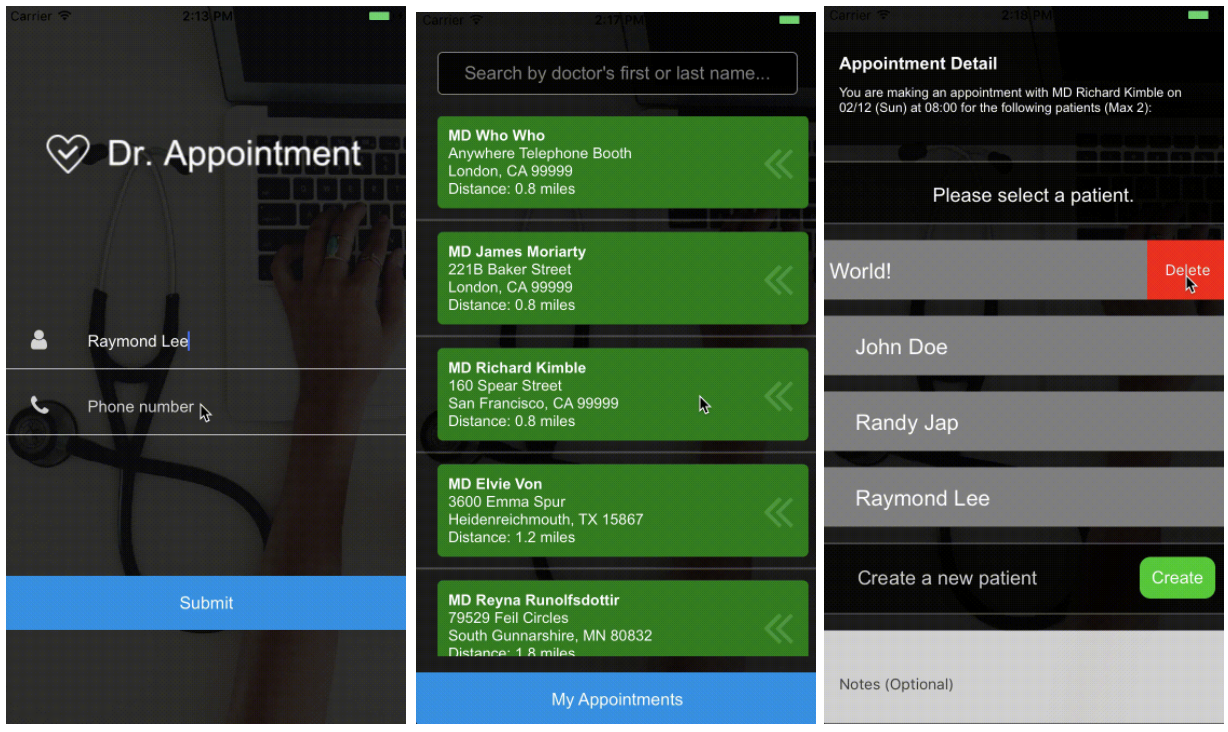 Carrier 2:13 PM
Dr. Appointment
Raymond Lee
Phone number
Submit
Carrier 2:17 PM
Search by doctor's first or last name...
MD Who Who
Anywhere Telephone Booth
London, CA 99999
Distance: 0.8 miles
MD James Moriarty
221B Baker Street
London, CA 99999
Distance: 0.8 miles
MD Richard Kimble
160 Spear Street
San Francisco, CA 99999
Distance: 0.8 miles
MD Elvie Von
3600 Emma Spur
Heidenreichmouth, TX 15867
Distance: 1.2 miles
MD Reyna Runolfsdottir
79529 Feil Circles
South Gunnarshire, MN 80832
Distance: 1.8 miles
My Appointments
Carrier 2:18 PM
Appointment Detail
You are making an appointment with MD Richard Kimble on
02/12 (Sun) at 08:00 for the following patients (Max 2):
Please select a patient.
World! Delete
John Doe
Randy Jap
Raymond Lee
Create a new patient Create
Notes (Optional)